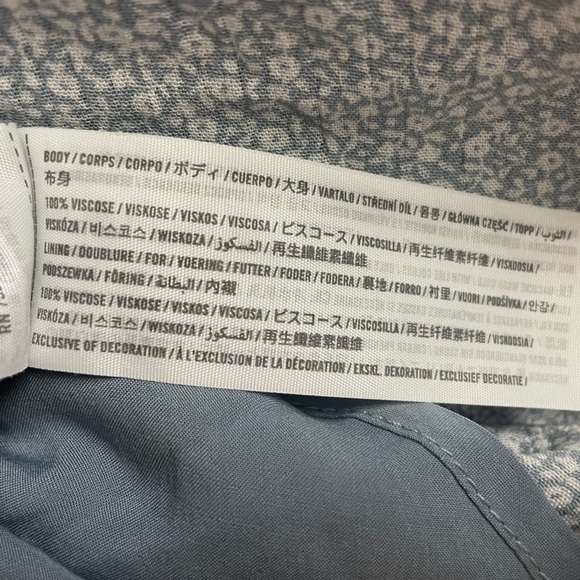 BODY / CORPS / CORPO / ボディ / CUERPO / 大身 / VARTALO / STŘEDNÍ DÍL / 몸통 / GŁÓWNA CZĘŚĆ / TOPP / الثوب /
布身
100% VISCOSE / VISKOSE / VISKOS / VISCOSA / ビスコース / VISCOSILLA / 再生纤维素纤维 / VISKOOSIA /
VISKÓZA / 비스코스 / WISKOZA / الفسكوز / 再生纖維素纖維
LINING / DOUBLURE / FOR / VOERING / FUTTER / FODER / FODERA / 裏地 / FORRO / 衬里 / VUORI / PODŠÍVKA / 안감 /
PODSZEWKA / FÔRING / البطانة / 內襯
100% VISCOSE / VISKOSE / VISKOS / VISCOSA / ビスコース / VISCOSILLA / 再生纤维素纤维 / VISKOOSIA /
VISKÓZA / 비스코스 / WISKOZA / الفسكوز / 再生纖維素纖維
EXCLUSIVE OF DECORATION / À L'EXCLUSION DE LA DÉCORATION / EKSKL. DEKORATION / EXCLUSIEF DECORATIE /
RN